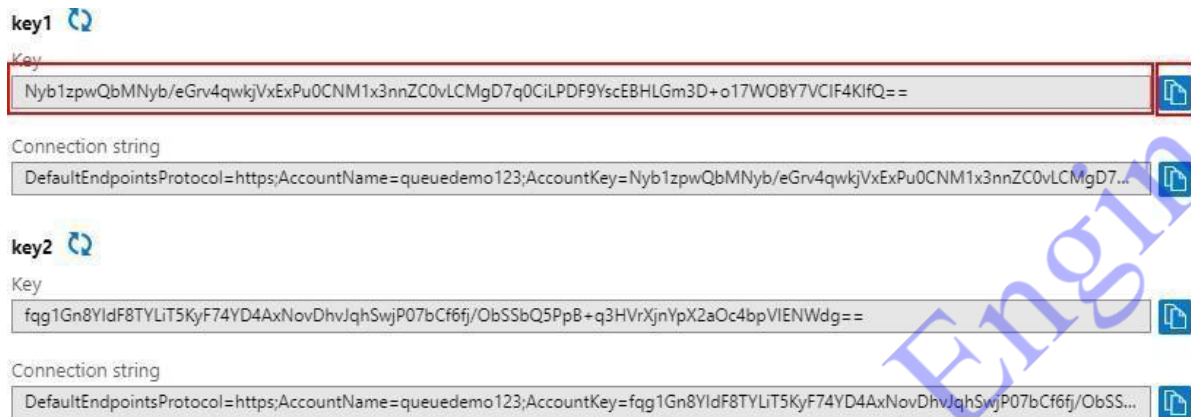 key1
Key
Nyb1zpwQbMNyb/eGrv4qwkjVxExPu0CNM1x3nnZC0vLCMgD7q0CiLPDF9YscEBHLGm3D+o17WOBY7VCIF4KIfQ==
Connection string
DefaultEndpointsProtocol=https;AccountName=queuedemo123;AccountKey=Nyb1zpwQbMNyb/eGrv4qwkjVxExPu0CNM1x3nnZC0vLCMgD7...
key2
Key
fqg1Gn8YIdF8TYLiT5KyF74YD4AxNovDhvJqhSwjP07bCf6fj/ObSSbQ5PpB+q3HVrXjnYpX2aOc4bpVIENWdg==
Connection string
DefaultEndpointsProtocol=https;AccountName=queuedemo123;AccountKey=fqg1Gn8YIdF8TYLiT5KyF74YD4AxNovDhvJqhSwjP07bCf6fj/ObSS...
Engin